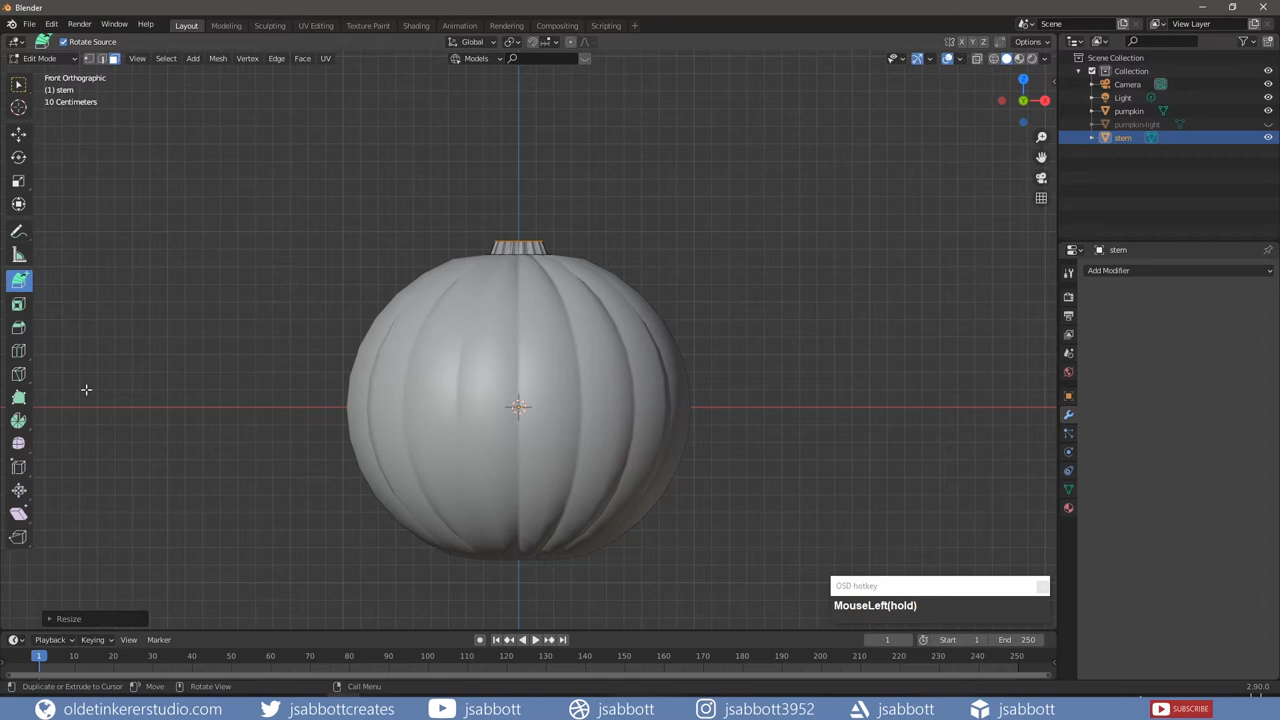 Blender
File Edit Render Window Help Layout Modeling Sculpting UV Editing Texture Paint Shading Animation Rendering Compositing Scripting + Scene View Layer
Rotate Source Global X Y Z Options
Edit Mode View Select Add Mesh Vertex Edge Face UV Models
Front Orthographic
(1) stem
10 Centimeters
Z
Y X
Scene Collection
Collection
Camera
Light
pumpkin
pumpkin-light
stem
stem
Add Modifier
OSD hotkey
MouseLeft(hold)
Resize
Playback Keying View Marker 1 Start 1 End 250
1 10 20 30 40 50 60 70 80 90 100 110 120 130 140 150 160 170 180 190 200 210 220 230 240 250
Duplicate or Extrude to Cursor Move Rotate View Call Menu 2.90.0
oldetinkererstudio.com jsabbottcreates jsabbott jsabbott jsabbott3952 jsabbott jsabbott SUBSCRIBE